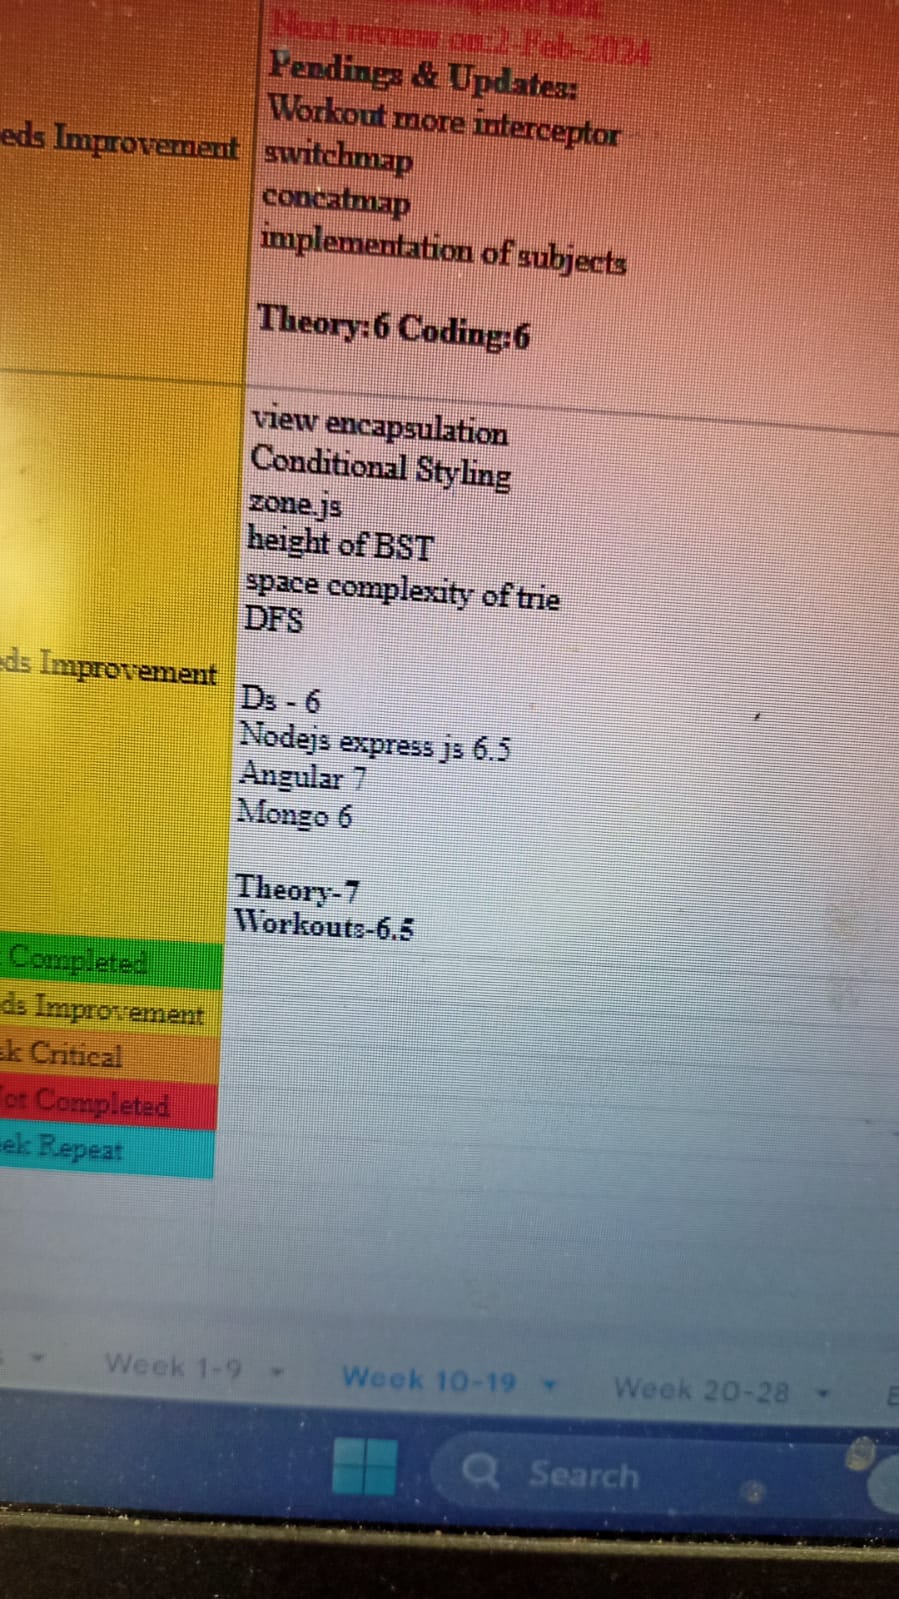 Next review on:2-Feb-2024
Pendings & Updates:
Workout more interceptor
eds Improvement
switchmap
concatmap
implementation of subjects
Theory:6 Coding:6
view encapsulation
Conditional Styling
zone.js
height of BST
space complexity of trie
DFS
ds Improvement
Ds - 6
Nodejs express js 6.5
Angular 7
Mongo 6
Theory-7
Workouts-6.5
Completed
ds Improvement
sk Critical
ot Completed
eek Repeat
Week 1-9
Week 10-19
Week 20-28
Search